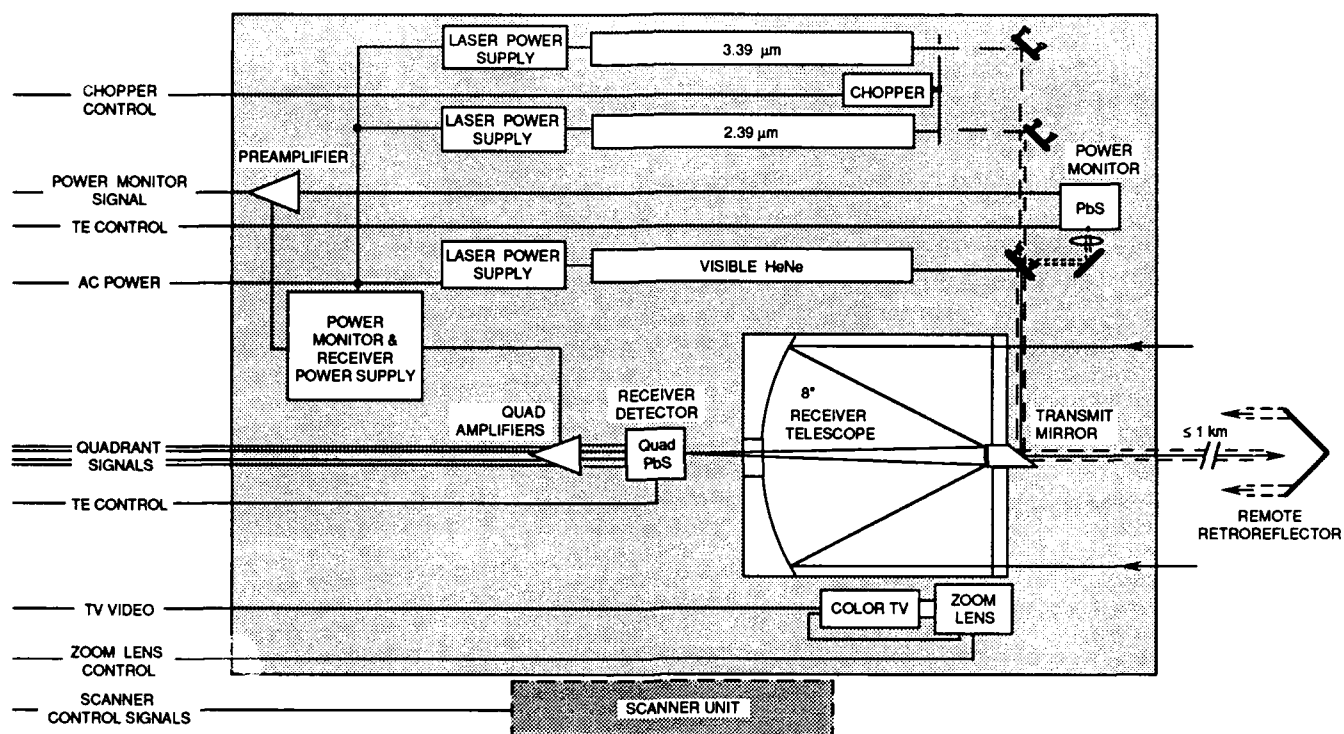 LASER POWER
SUPPLY
3.39 µm
CHOPPER
CONTROL
CHOPPER
LASER POWER
SUPPLY
2.39 µm
PREAMPLIFIER
POWER
MONITOR
POWER MONITOR
SIGNAL
PbS
TE CONTROL
LASER POWER
SUPPLY
VISIBLE HeNe
AC POWER
POWER
MONITOR &
RECEIVER
POWER SUPPLY
8"
RECEIVER
TELESCOPE
RECEIVER
DETECTOR
QUAD
AMPLIFIERS
TRANSMIT
MIRROR
≤ 1 km
QUADRANT
SIGNALS
Quad
PbS
TE CONTROL
REMOTE
RETROREFLECTOR
TV VIDEO
COLOR TV
ZOOM
LENS
ZOOM LENS
CONTROL
SCANNER
CONTROL SIGNALS
SCANNER UNIT